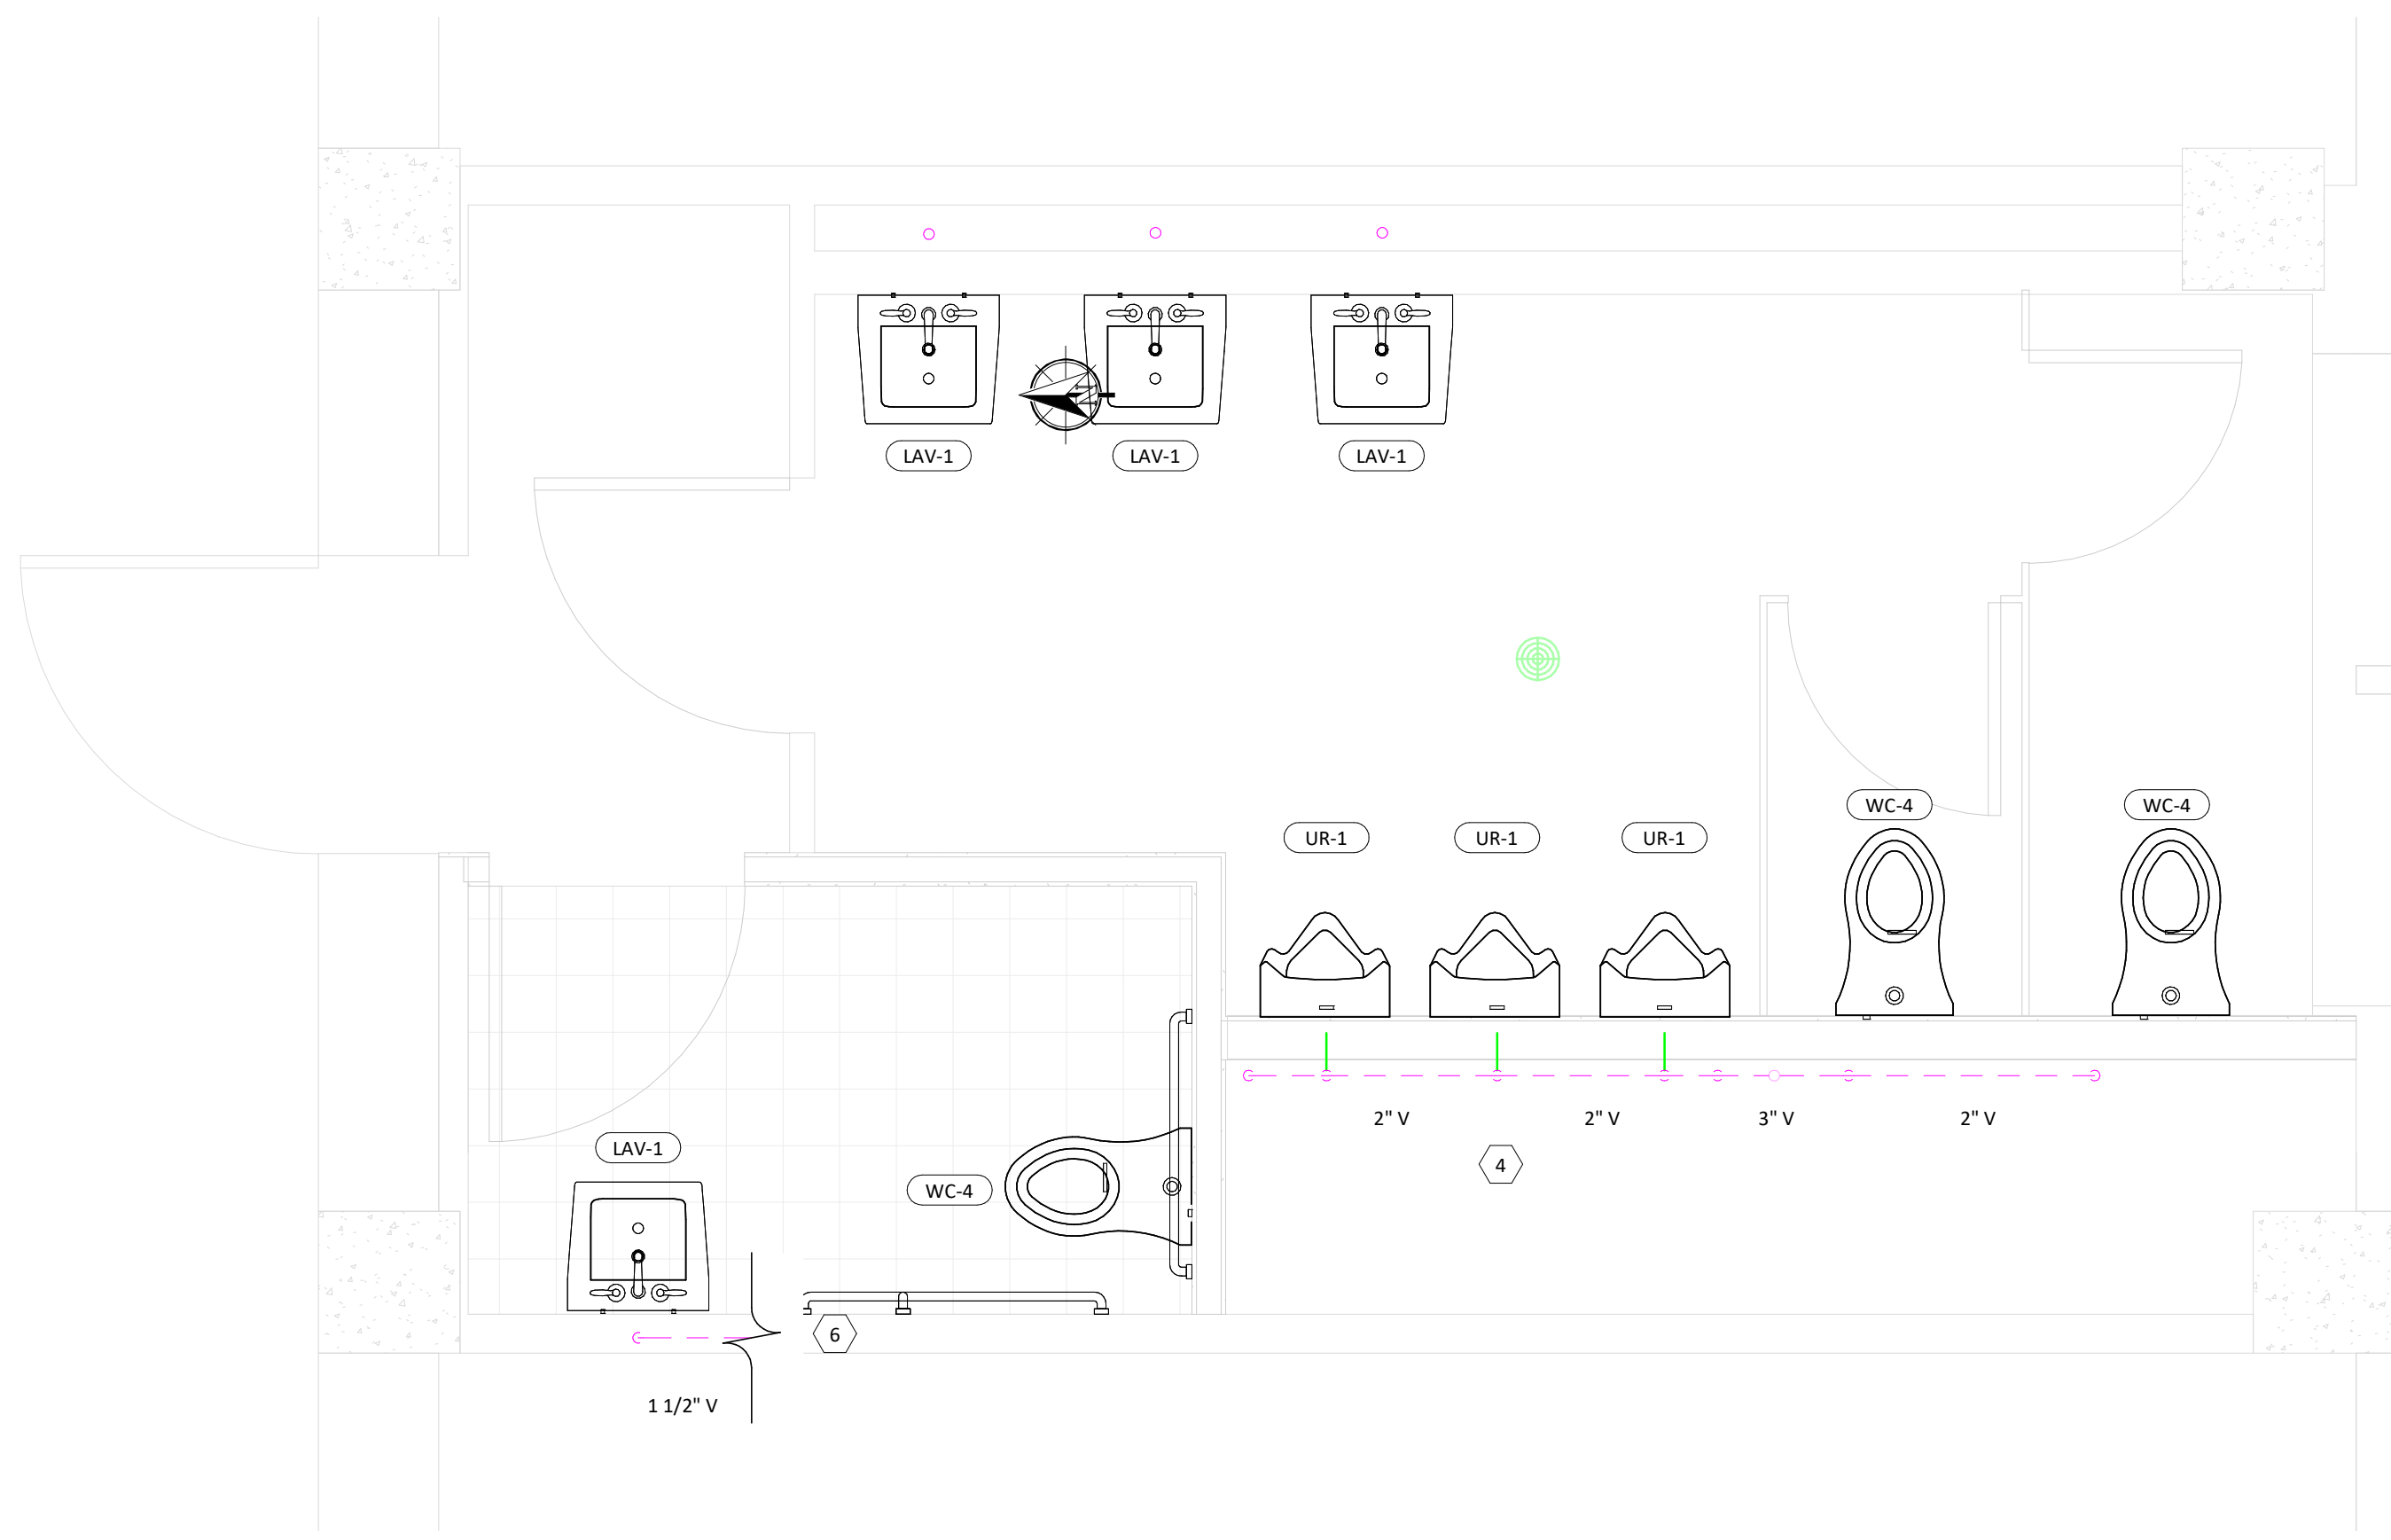 LAV-1
LAV-1
LAV-1
N
WC-4
WC-4
UR-1
UR-1
UR-1
2" V
2" V
3" V
2" V
LAV-1
4
WC-4
6
1 1/2" V